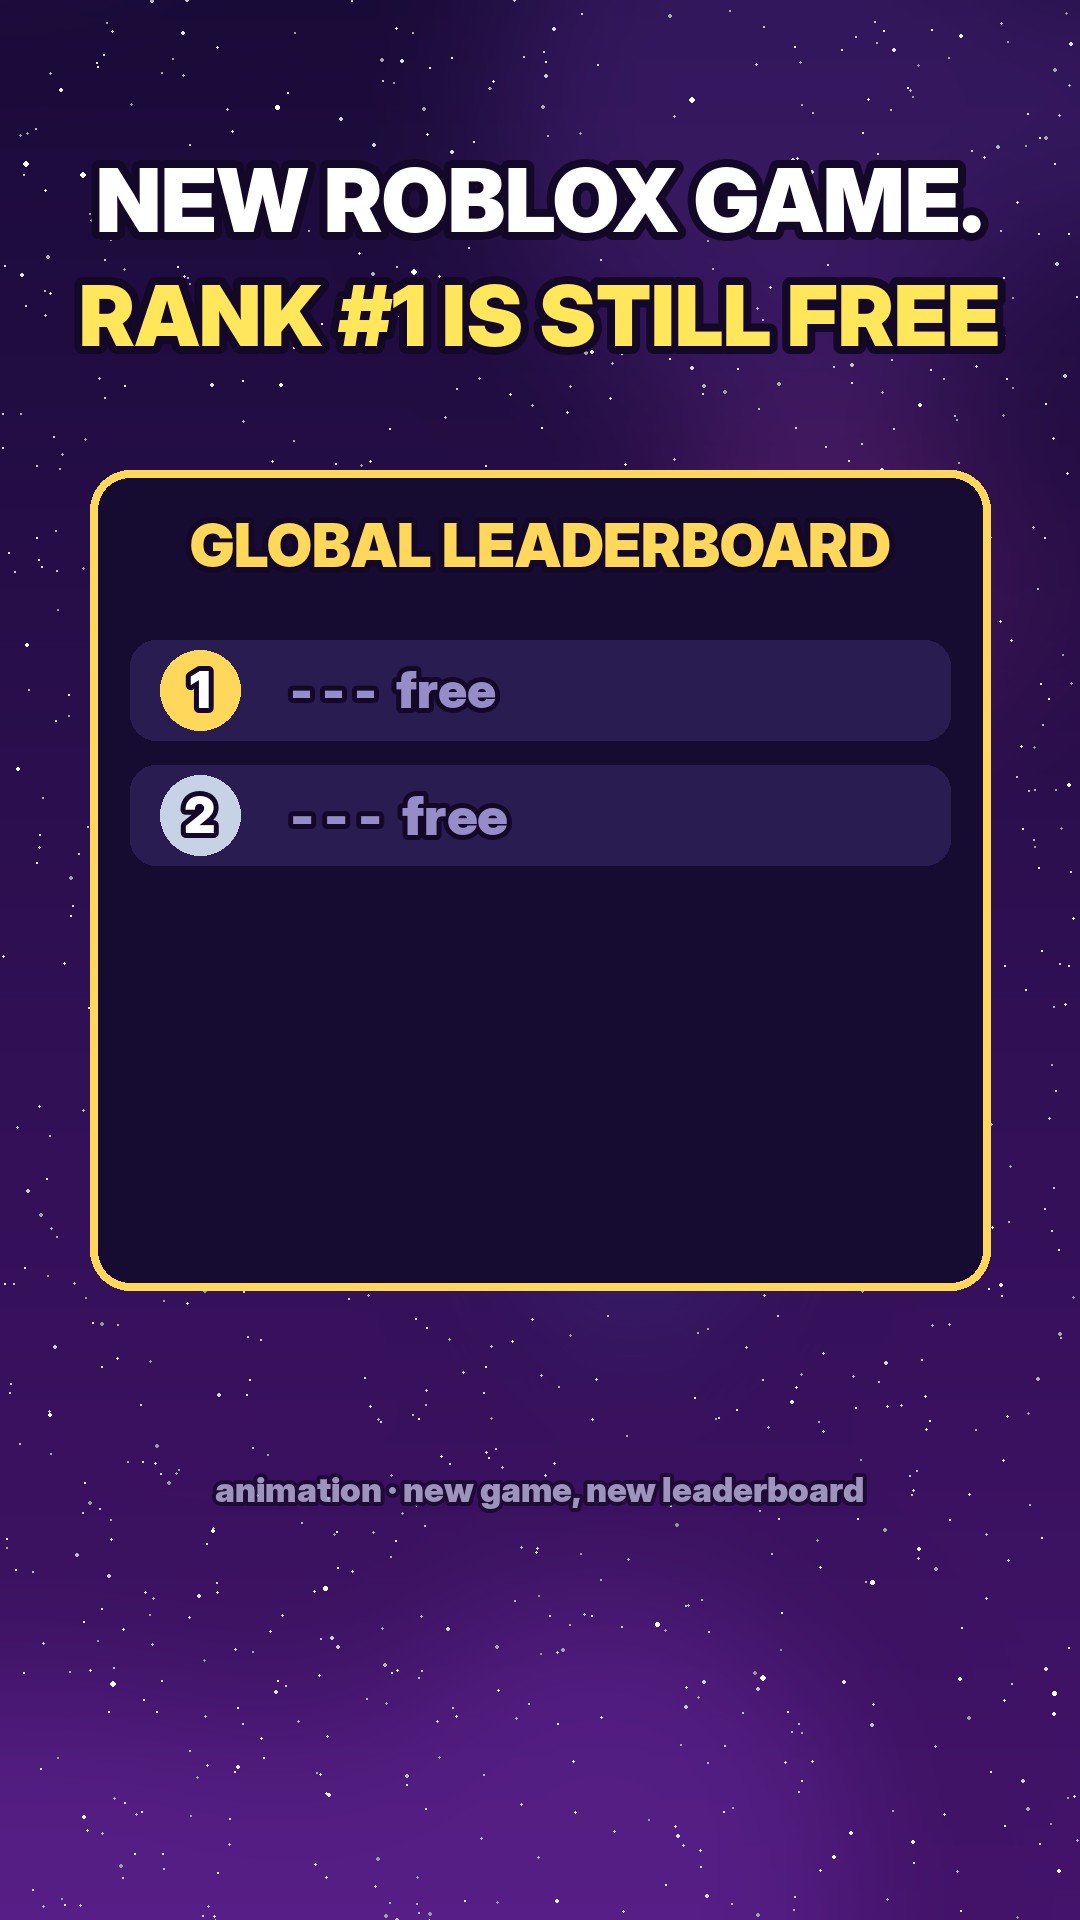 NEW ROBLOX GAME.
RANK #1 IS STILL FREE
GLOBAL LEADERBOARD
1 - - - free
2 - - - free
animation · new game, new leaderboard